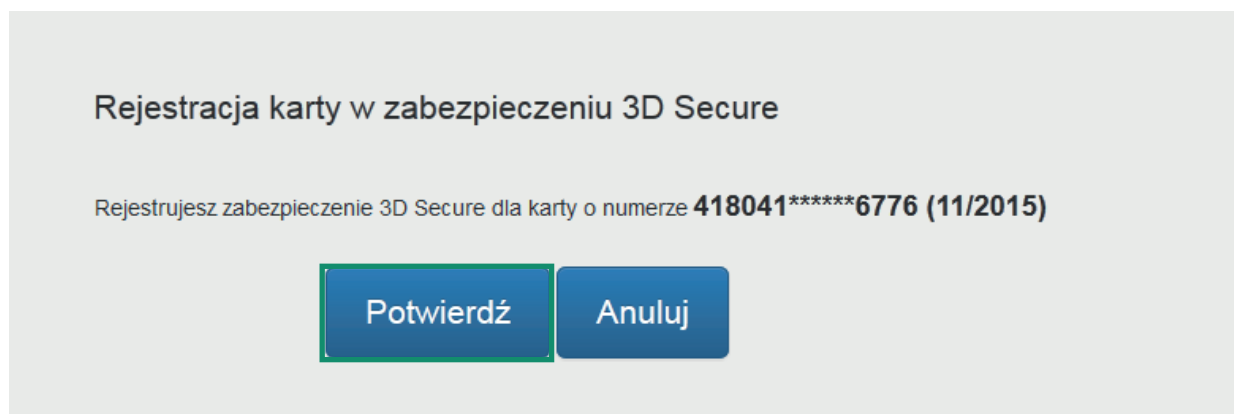 Rejestracja karty w zabezpieczeniu 3D Secure
Rejestrujesz zabezpieczenie 3D Secure dla karty o numerze 418041******6776 (11/2015)
Potwierdź Anuluj